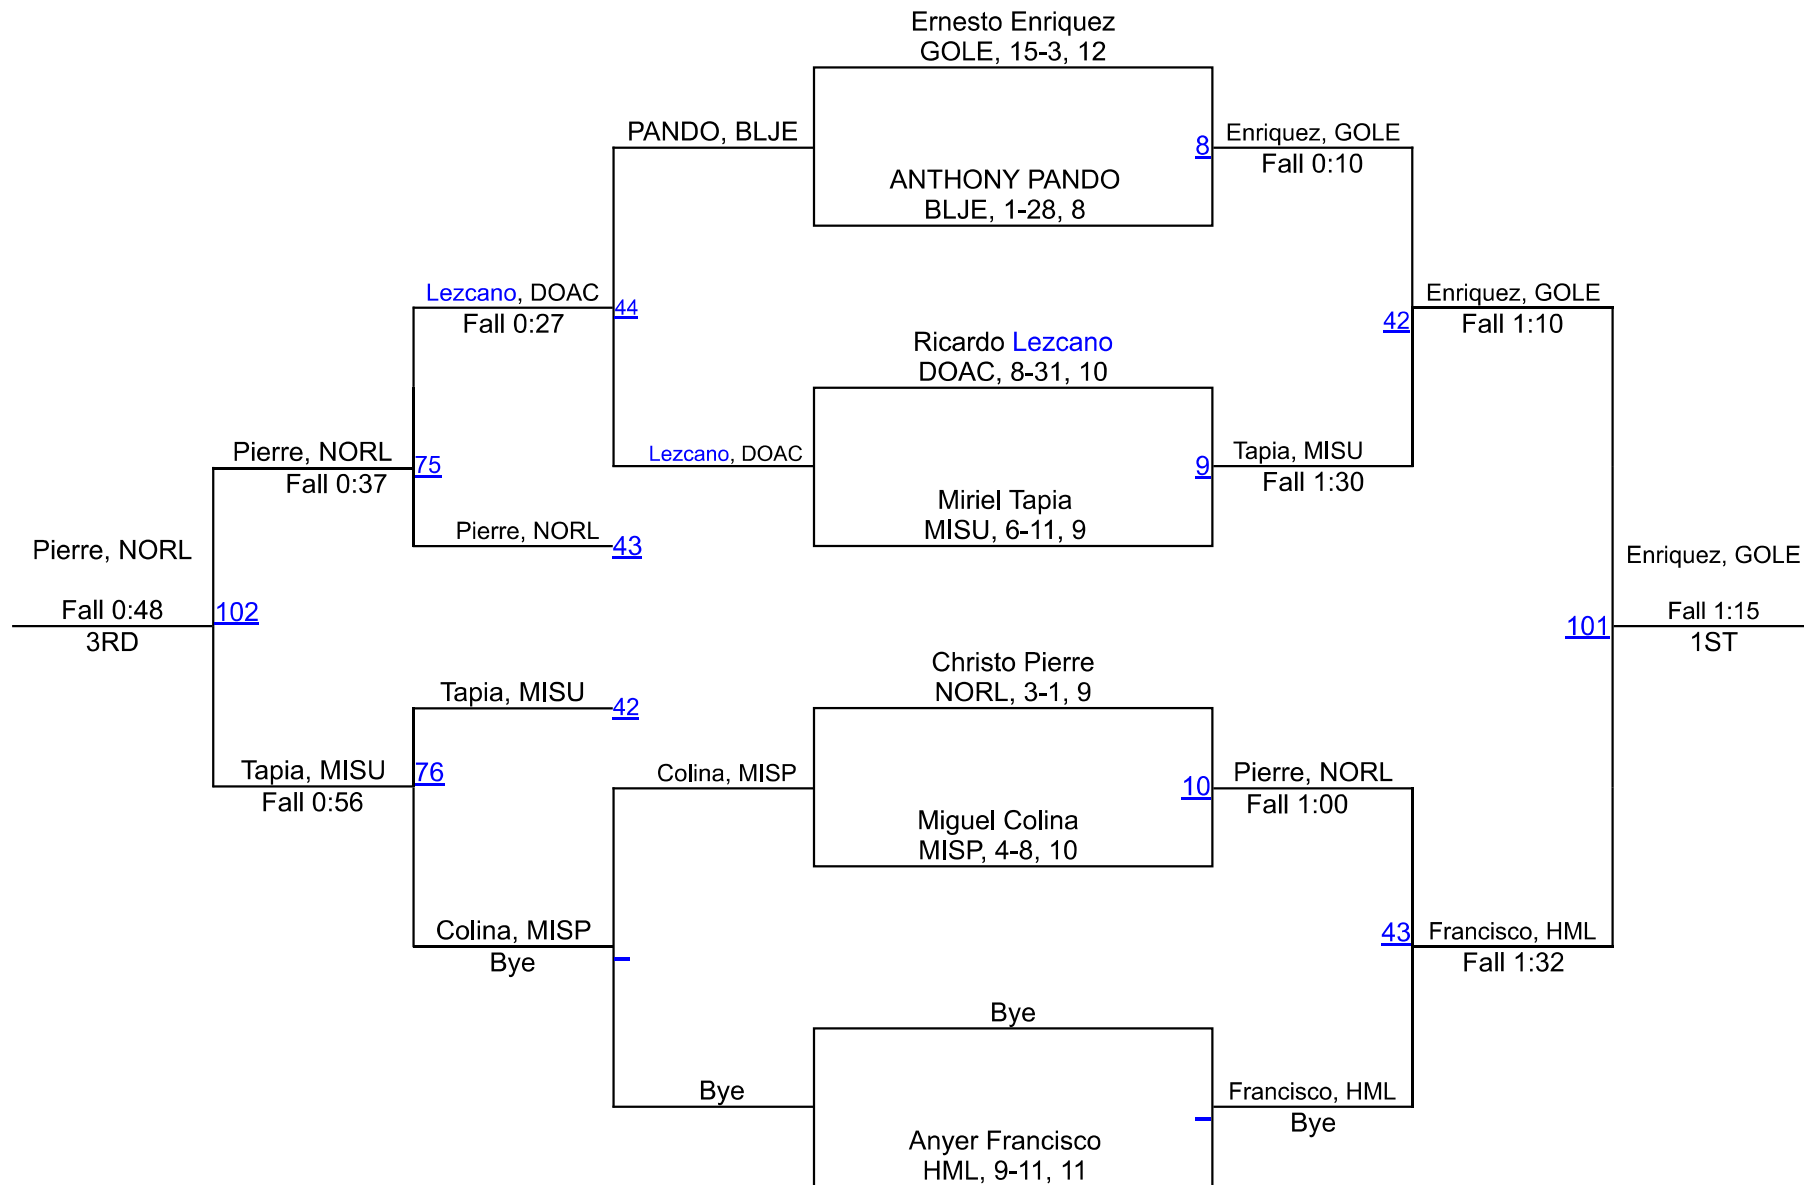 Ernesto Enriquez
GOLE, 15-3, 12
PANDO, BLJE
8
Enriquez, GOLE
Fall 0:10
ANTHONY PANDO
BLJE, 1-28, 8
Lezcano, DOAC
Fall 0:27
44
42
Enriquez, GOLE
Fall 1:10
Ricardo Lezcano
DOAC, 8-31, 10
Pierre, NORL
Fall 0:37
75
Lezcano, DOAC
9
Tapia, MISU
Fall 1:30
Miriel Tapia
MISU, 6-11, 9
Pierre, NORL
43
Pierre, NORL
Fall 0:48
3RD
102
Enriquez, GOLE
101
Fall 1:15
1ST
Christo Pierre
NORL, 3-1, 9
Tapia, MISU
42
Tapia, MISU
Fall 0:56
76
Colina, MISP
10
Pierre, NORL
Fall 1:00
Miguel Colina
MISP, 4-8, 10
Colina, MISP
Bye
43
Francisco, HML
Fall 1:32
Bye
Bye
Francisco, HML
Bye
Anyer Francisco
HML, 9-11, 11